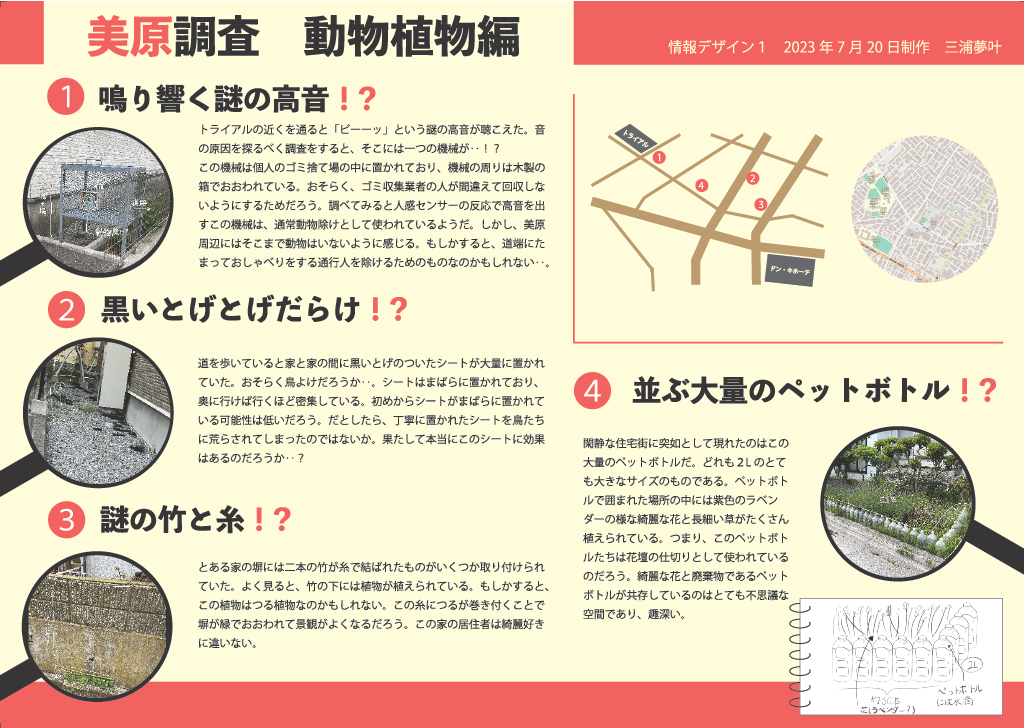 美原調査 動物植物編
情報デザイン1 2023年7月20日制作 三浦夢叶
1 鳴り響く謎の高音！？
トライアルの近くを通ると「ピーーッ」という謎の高音が聴こえた。音
の原因を探るべく調査をすると、そこには一つの機械が‥！？
この機械は個人のゴミ捨て場の中に置かれており、機械の周りは木製の
箱でおおわれている。おそらく、ゴミ収集業者の人が間違えて回収しな
いようにするためだろう。調べてみると人感センサーの反応で高音を出
すこの機械は、通常動物除けとして使われているようだ。しかし、美原
周辺にはそこまで動物はいないように感じる。もしかすると、道端にた
まっておしゃべりをする通行人を除けるためのものなのかもしれない‥。
2 黒いとげとげだらけ！？
道を歩いていると家と家の間に黒いとげのついたシートが大量に置かれ
ていた。おそらく鳥よけだろうか‥。シートはまばらに置かれており、
奥に行けば行くほど密集している。初めからシートがまばらに置かれて
いる可能性は低いだろう。だとしたら、丁寧に置かれたシートを鳥たち
に荒らされてしまったのではないか。果たして本当にこのシートに効果
はあるのだろうか‥？
3 謎の竹と糸！？
とある家の塀には二本の竹が糸で結ばれたものがいくつか取り付けられ
ていた。よく見ると、竹の下には植物が植えられている。もしかすると、
この植物はつる植物なのかもしれない。この糸につるが巻き付くことで
塀が緑でおおわれて景観がよくなるだろう。この家の居住者は綺麗好き
に違いない。
トライアル
1
2
4
3
ドン・キホーテ
4 並ぶ大量のペットボトル！？
閑静な住宅街に突如として現れたのはこの
大量のペットボトルだ。どれも2Lのとて
も大きなサイズのものである。ペットボト
ルで囲まれた場所の中には紫色のラベン
ダーの様な綺麗な花と長細い草がたくさん
植えられている。つまり、このペットボト
ルたちは花壇の仕切りとして使われている
のだろう。綺麗な花と廃棄物であるペット
ボトルが共存しているのはとても不思議な
空間であり、趣深い。
2L
ペットボトル
には水満
約50本
花(ラベンダー？)